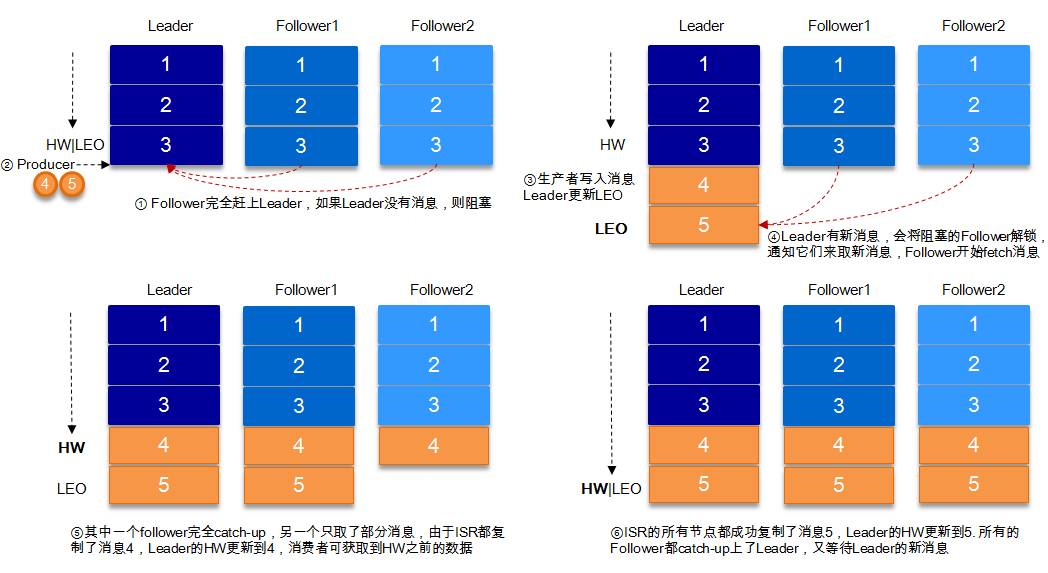 Leader Follower1 Follower2
1 1 1
2 2 2
3 3 3
HW|LEO
② Producer
4 5
① Follower完全赶上Leader，如果Leader没有消息，则阻塞
Leader Follower1 Follower2
1 1 1
2 2 2
3 3 3
HW
③生产者写入消息
Leader更新LEO
4
5
LEO
④Leader有新消息，会将阻塞的Follower解锁，
通知它们来取新消息，Follower开始fetch消息
Leader Follower1 Follower2
1 1 1
2 2 2
3 3 3
HW 4 4 4
LEO 5 5
⑤其中一个follower完全catch-up，另一个只取了部分消息，由于ISR都复
制了消息4，Leader的HW更新到4，消费者可获取到HW之前的数据
Leader Follower1 Follower2
1 1 1
2 2 2
3 3 3
4 4 4
HW|LEO 5 5 5
⑥ISR的所有节点都成功复制了消息5，Leader的HW更新到5. 所有的
Follower都catch-up上了Leader，又等待Leader的新消息